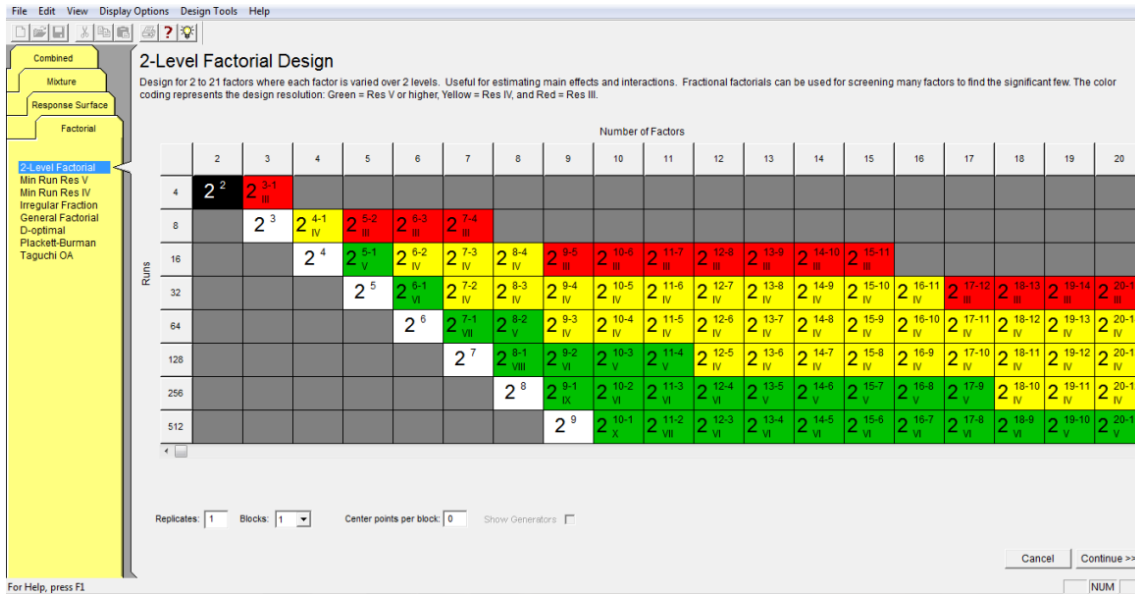 File Edit View Display Options Design Tools Help
Combined
Mixture
Response Surface
Factorial
2-Level Factorial
Min Run Res V
Min Run Res IV
Irregular Fraction
General Factorial
D-optimal
Plackett-Burman
Taguchi OA
2-Level Factorial Design
Design for 2 to 21 factors where each factor is varied over 2 levels. Useful for estimating main effects and interactions. Fractional factorials can be used for screening many factors to find the significant few. The color
coding represents the design resolution: Green = Res V or higher, Yellow = Res IV, and Red = Res III.
Number of Factors
2 3 4 5 6 7 8 9 10 11 12 13 14 15 16 17 18 19 20
Runs
4 2^2 2^3-1 III
8 2^3 2^4-1 IV 2^5-2 III 2^6-3 III 2^7-4 III
16 2^4 2^5-1 V 2^6-2 IV 2^7-3 IV 2^8-4 IV 2^9-5 III 2^10-6 III 2^11-7 III 2^12-8 III 2^13-9 III 2^14-10 III 2^15-11 III
32 2^5 2^6-1 VI 2^7-2 IV 2^8-3 IV 2^9-4 IV 2^10-5 IV 2^11-6 IV 2^12-7 IV 2^13-8 IV 2^14-9 IV 2^15-10 IV 2^16-11 IV 2^17-12 III 2^18-13 III 2^19-14 III 2^20-1 III
64 2^6 2^7-1 VII 2^8-2 V 2^9-3 IV 2^10-4 IV 2^11-5 IV 2^12-6 IV 2^13-7 IV 2^14-8 IV 2^15-9 IV 2^16-10 IV 2^17-11 IV 2^18-12 IV 2^19-13 IV 2^20-1 IV
128 2^7 2^8-1 VIII 2^9-2 VI 2^10-3 V 2^11-4 V 2^12-5 IV 2^13-6 IV 2^14-7 IV 2^15-8 IV 2^16-9 IV 2^17-10 IV 2^18-11 IV 2^19-12 IV 2^20-1 IV
256 2^8 2^9-1 IX 2^10-2 VI 2^11-3 VI 2^12-4 VI 2^13-5 V 2^14-6 V 2^15-7 V 2^16-8 V 2^17-9 V 2^18-10 IV 2^19-11 IV 2^20-1 IV
512 2^9 2^10-1 X 2^11-2 VII 2^12-3 VI 2^13-4 VI 2^14-5 VI 2^15-6 VI 2^16-7 VI 2^17-8 VI 2^18-9 VI 2^19-10 V 2^20-1 V
Replicates: 1 Blocks: 1 Center points per block: 0 Show Generators
Cancel Continue >>
For Help, press F1 NUM